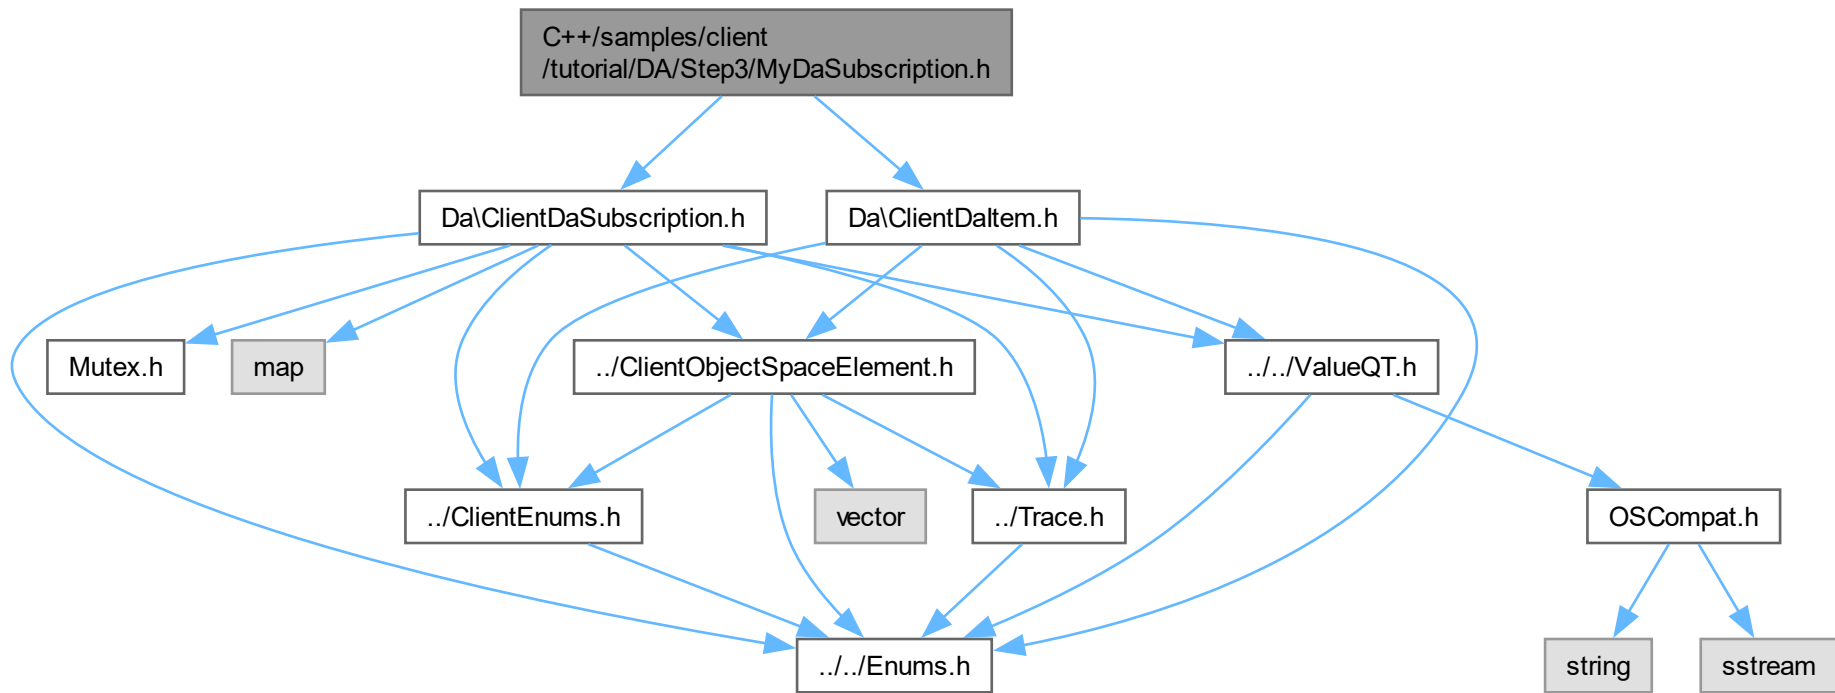 C++/samples/client
/tutorial/DA/Step3/MyDaSubscription.h
Da\ClientDaSubscription.h
Da\ClientDaItem.h
Mutex.h
map
../ClientObjectSpaceElement.h
../../ValueQT.h
../ClientEnums.h
vector
../Trace.h
OSCompat.h
../../Enums.h
string
sstream